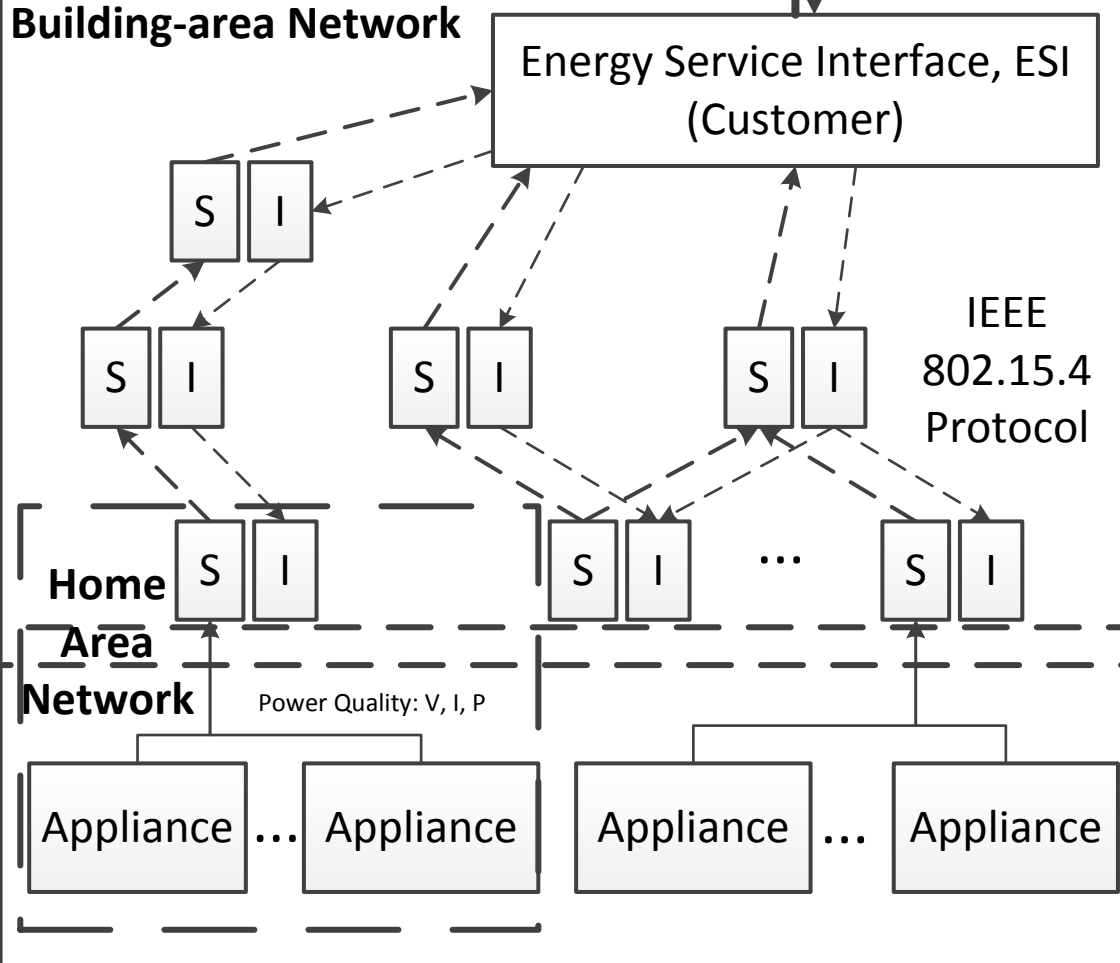 Building-area Network
Energy Service Interface, ESI
(Customer)
S I
S I S I S I
IEEE
802.15.4
Protocol
S I S I ... S I
Home
Area
Network
Power Quality: V, I, P
Appliance ... Appliance Appliance ... Appliance